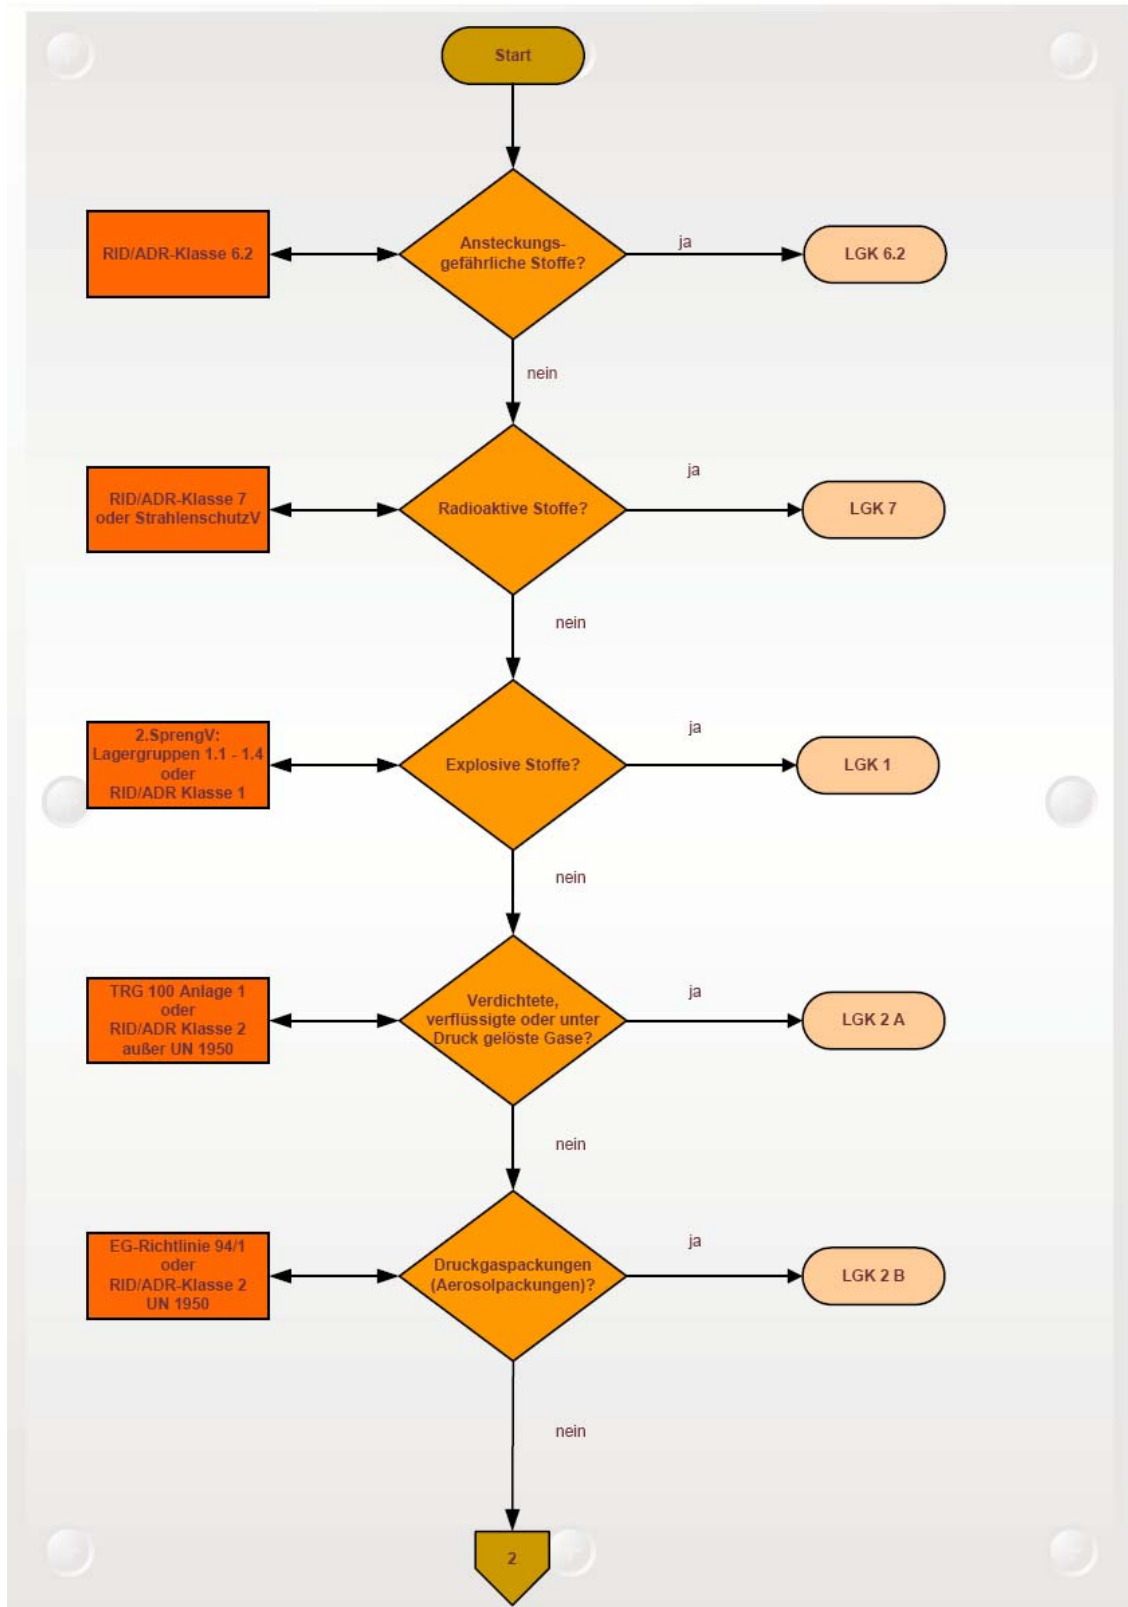 Start
RID/ADR-Klasse 6.2
Ansteckungs-
gefährliche Stoffe?
ja
LGK 6.2
nein
RID/ADR-Klasse 7
oder StrahlenschutzV
Radioaktive Stoffe?
ja
LGK 7
nein
2.SprengV:
Lagergruppen 1.1 - 1.4
oder
RID/ADR Klasse 1
Explosive Stoffe?
ja
LGK 1
nein
TRG 100 Anlage 1
oder
RID/ADR Klasse 2
außer UN 1950
Verdichtete,
verflüssigte oder unter
Druck gelöste Gase?
ja
LGK 2 A
nein
EG-Richtlinie 94/1
oder
RID/ADR-Klasse 2
UN 1950
Druckgaspackungen
(Aerosolpackungen)?
ja
LGK 2 B
nein
2